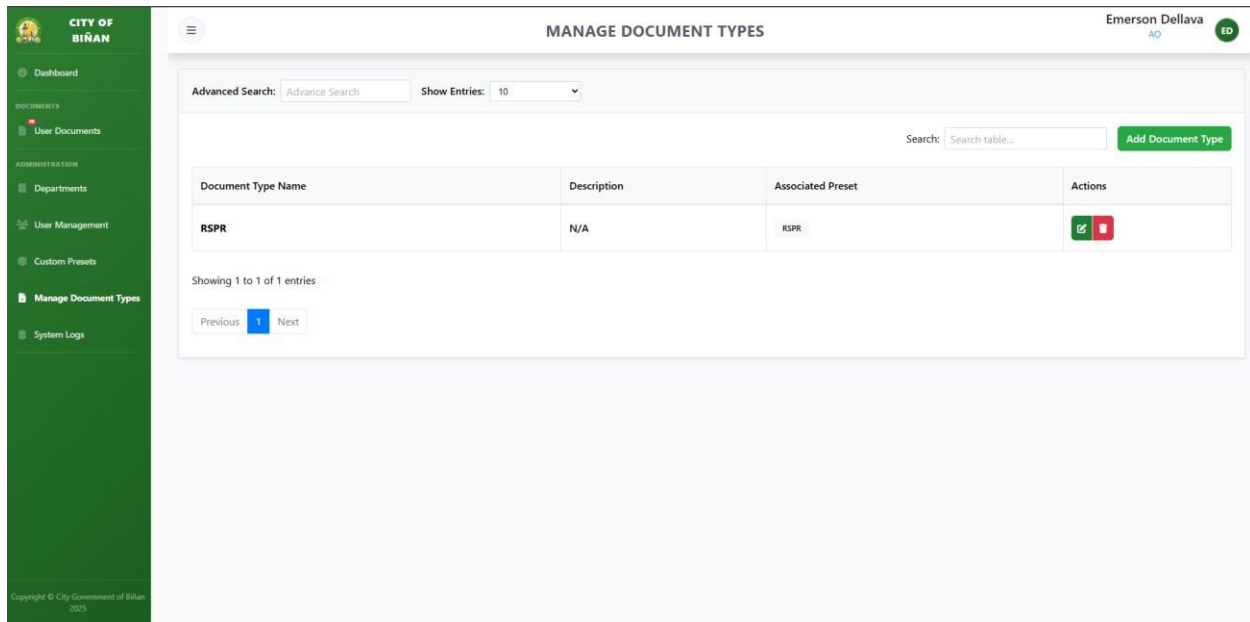 CITY OF
BIÑAN
Dashboard
DOCUMENTS
User Documents
ADMINISTRATION
Departments
User Management
Custom Presets
Manage Document Types
System Logs
Copyright © City Government of Biñan
2025
MANAGE DOCUMENT TYPES
Emerson Dellava
AO
ED
Advanced Search: Advance Search Show Entries: 10
Search: Search table... Add Document Type
Document Type Name Description Associated Preset Actions
RSPR N/A RSPR
Showing 1 to 1 of 1 entries
Previous 1 Next